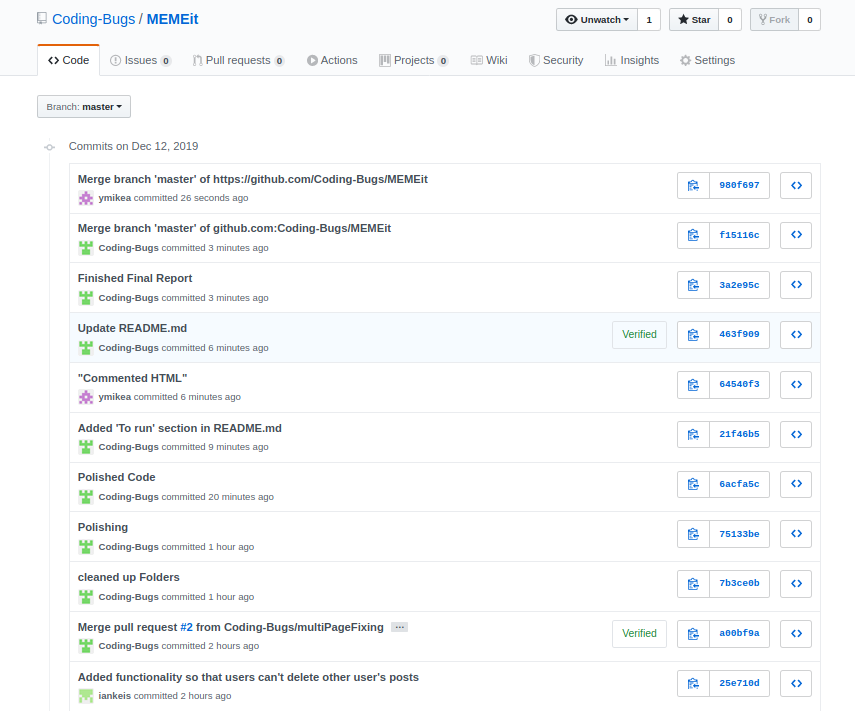 Coding-Bugs / MEMEit
Unwatch 1 Star 0 Fork 0
Code Issues 0 Pull requests 0 Actions Projects 0 Wiki Security Insights Settings
Branch: master
Commits on Dec 12, 2019
Merge branch 'master' of https://github.com/Coding-Bugs/MEMEit
980f697
ymikea committed 26 seconds ago
Merge branch 'master' of github.com:Coding-Bugs/MEMEit
f15116c
Coding-Bugs committed 3 minutes ago
Finished Final Report
3a2e95c
Coding-Bugs committed 3 minutes ago
Update README.md
Verified 463f909
Coding-Bugs committed 6 minutes ago
"Commented HTML"
64540f3
ymikea committed 6 minutes ago
Added 'To run' section in README.md
21f46b5
Coding-Bugs committed 9 minutes ago
Polished Code
6acfa5c
Coding-Bugs committed 20 minutes ago
Polishing
75133be
Coding-Bugs committed 1 hour ago
cleaned up Folders
7b3ce0b
Coding-Bugs committed 1 hour ago
Merge pull request #2 from Coding-Bugs/multiPageFixing ...
Verified a00bf9a
Coding-Bugs committed 2 hours ago
Added functionality so that users can't delete other user's posts
25e710d
iankeis committed 2 hours ago